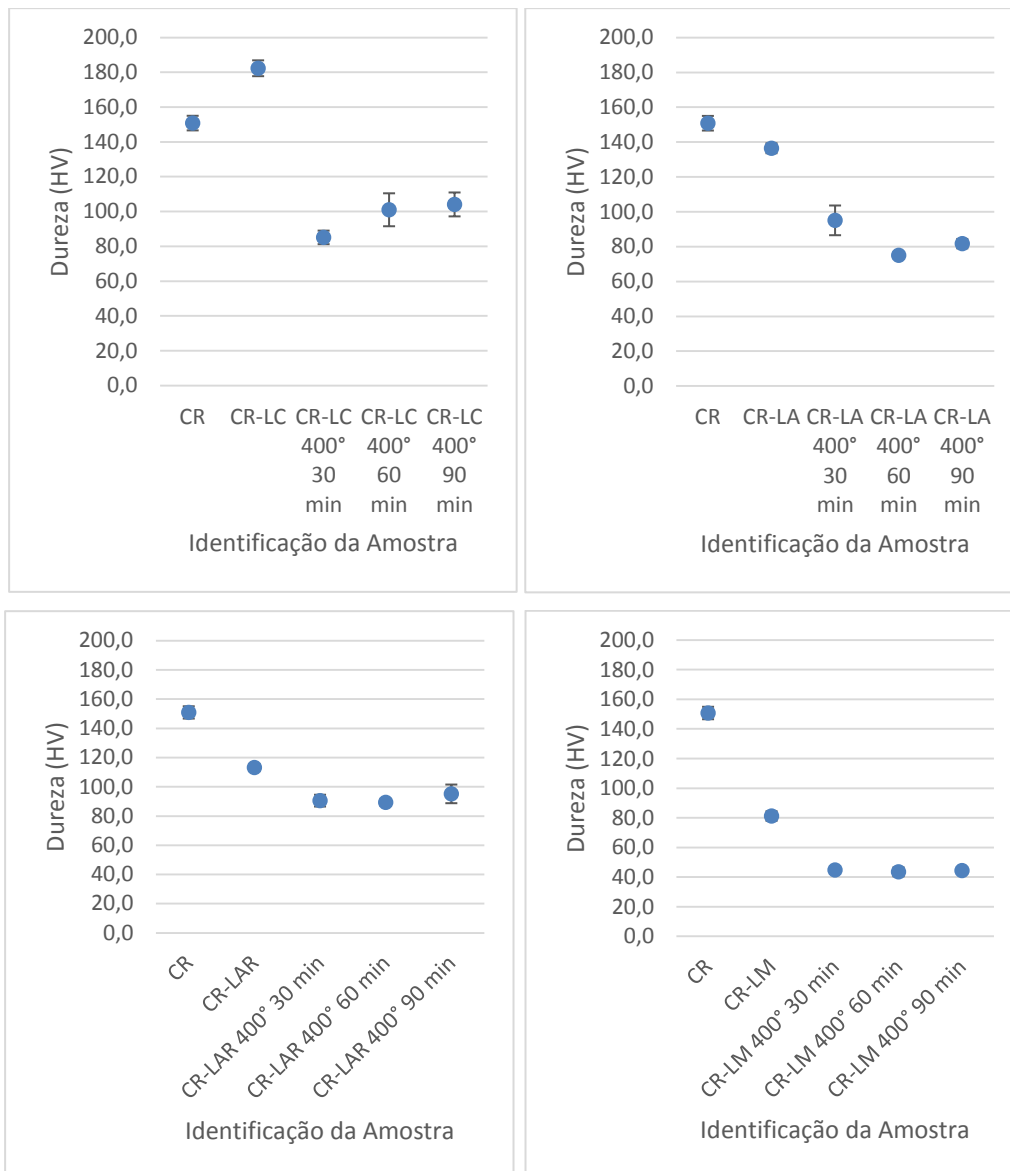 200,0
180,0
160,0
140,0
120,0
100,0
80,0
60,0
40,0
20,0
0,0
Dureza (HV)
CR
CR-LC
CR-LC
400°
30
min
CR-LC
400°
60
min
CR-LC
400°
90
min
Identificação da Amostra
200,0
180,0
160,0
140,0
120,0
100,0
80,0
60,0
40,0
20,0
0,0
Dureza (HV)
CR
CR-LA
CR-LA
400°
30
min
CR-LA
400°
60
min
CR-LA
400°
90
min
Identificação da Amostra
200,0
180,0
160,0
140,0
120,0
100,0
80,0
60,0
40,0
20,0
0,0
Dureza (HV)
CR
CR-LAR
CR-LAR 400° 30 min
CR-LAR 400° 60 min
CR-LAR 400° 90 min
Identificação da Amostra
200,0
180,0
160,0
140,0
120,0
100,0
80,0
60,0
40,0
20,0
0,0
Dureza (HV)
CR
CR-LM
CR-LM 400° 30 min
CR-LM 400° 60 min
CR-LM 400° 90 min
Identificação da Amostra